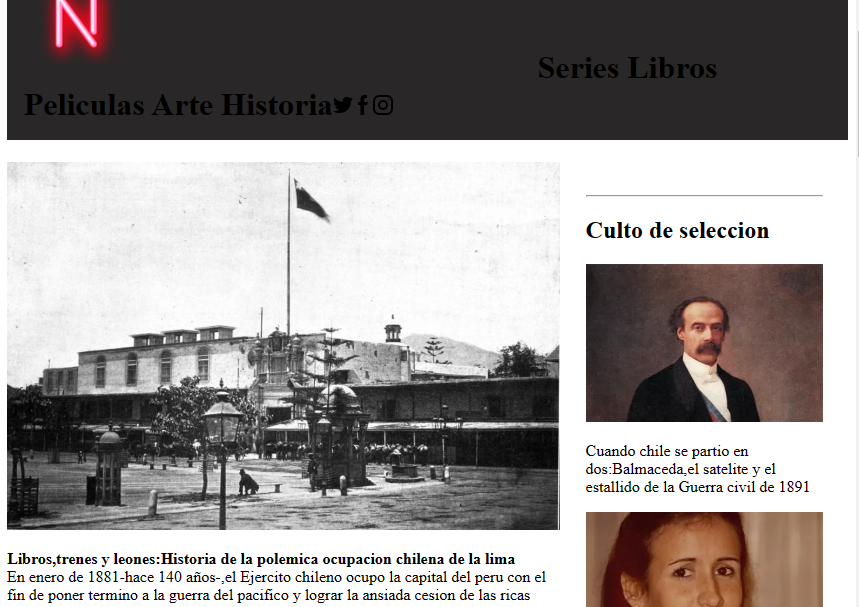 N
Series Libros
Peliculas Arte Historia
Culto de seleccion
Cuando chile se partio en
dos:Balmaceda,el satelite y el
estallido de la Guerra civil de 1891
Libros,trenes y leones:Historia de la polemica ocupacion chilena de la lima
En enero de 1881-hace 140 años-,el Ejercito chileno ocupo la capital del peru con el
fin de poner termino a la guerra del pacifico y lograr la ansiada cesion de las ricas